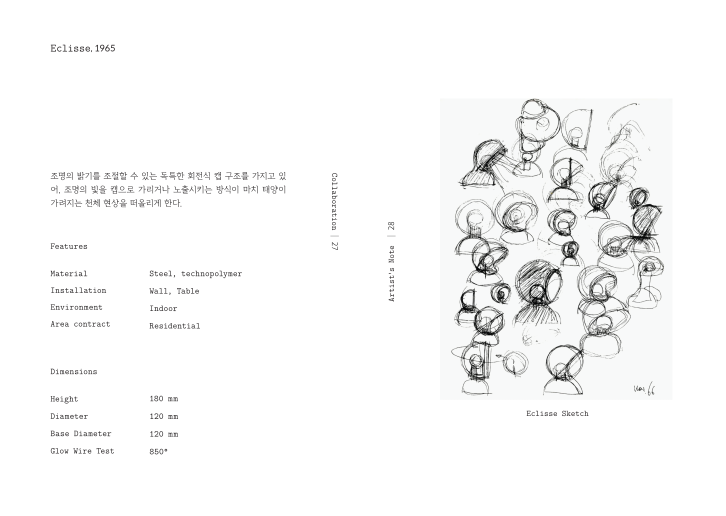 Eclisse, 1965
조명의 밝기를 조절할 수 있는 독특한 회전식 캡 구조를 가지고 있
어, 조명의 빛을 캡으로 가리거나 노출시키는 방식이 마치 태양이
가려지는 천체 현상을 떠올리게 한다.
Features
Material Steel, technopolymer
Installation Wall, Table
Environment Indoor
Area contract Residential
Dimensions
Height 180 mm
Diameter 120 mm
Base Diameter 120 mm
Glow Wire Test 850°
Collaboration | 27
Artist's Note | 28
Eclisse Sketch